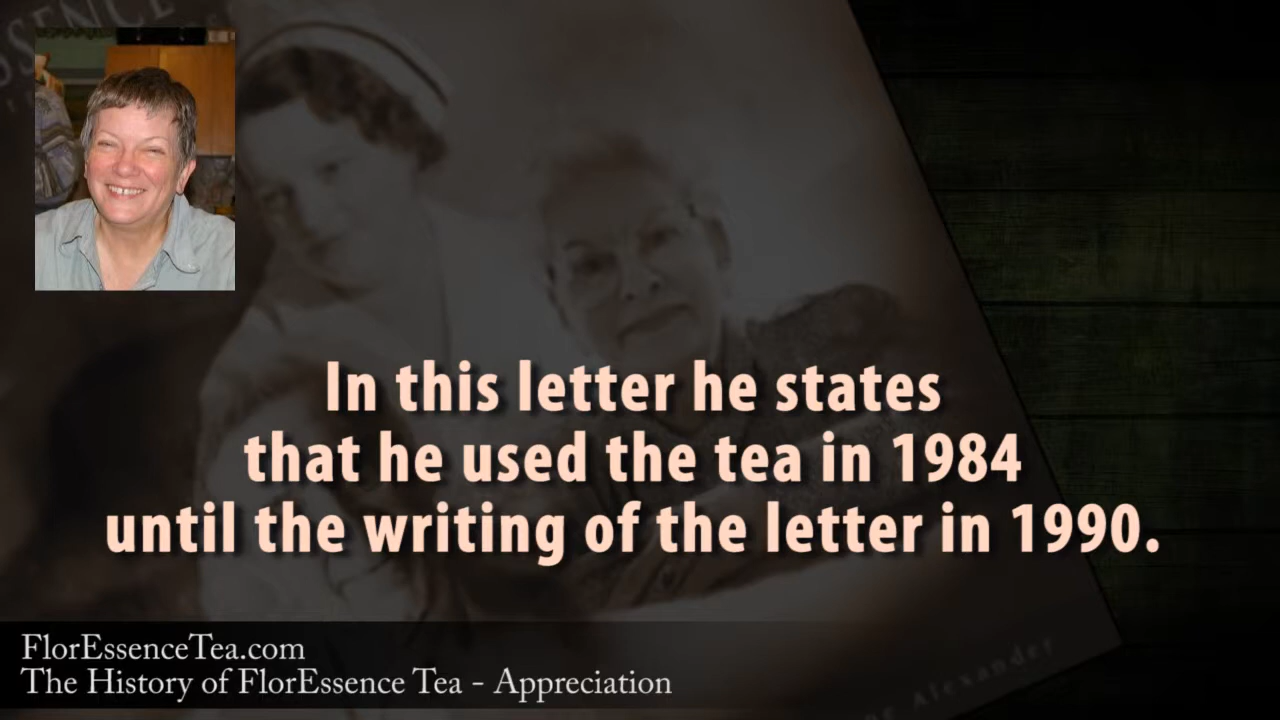 In this letter he states
that he used the tea in 1984
until the writing of the letter in 1990.
FlorEssenceTea.com
The History of FlorEssence Tea - Appreciation
Alexander